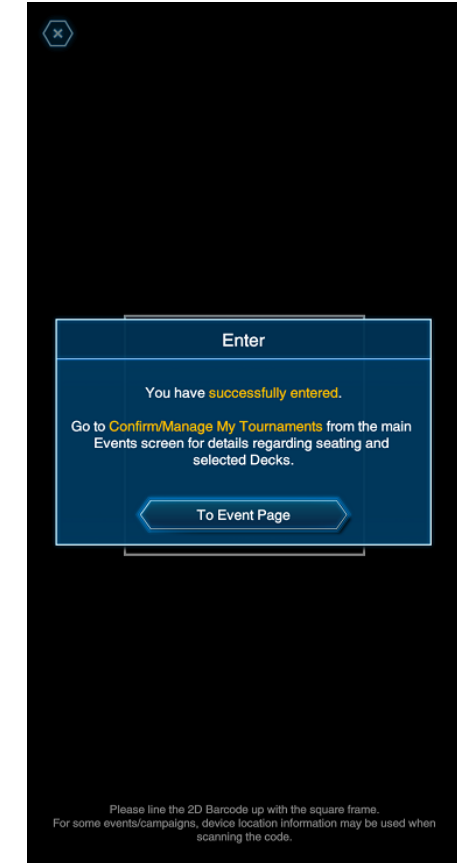 Enter
You have successfully entered.
Go to Confirm/Manage My Tournaments from the main
Events screen for details regarding seating and
selected Decks.
To Event Page
Please line the 2D Barcode up with the square frame.
For some events/campaigns, device location information may be used when
scanning the code.